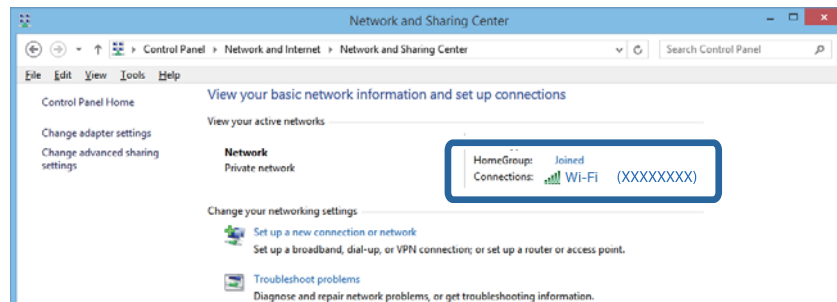 Network and Sharing Center
Control Panel Network and Internet Network and Sharing Center
Search Control Panel
File Edit View Tools Help
Control Panel Home
Change adapter settings
Change advanced sharing
settings
View your basic network information and set up connections
View your active networks
Network
Private network
HomeGroup: Joined
Connections: Wi-Fi (XXXXXXXX)
Change your networking settings
Set up a new connection or network
Set up a broadband, dial-up, or VPN connection; or set up a router or access point.
Troubleshoot problems
Diagnose and repair network problems, or get troubleshooting information.